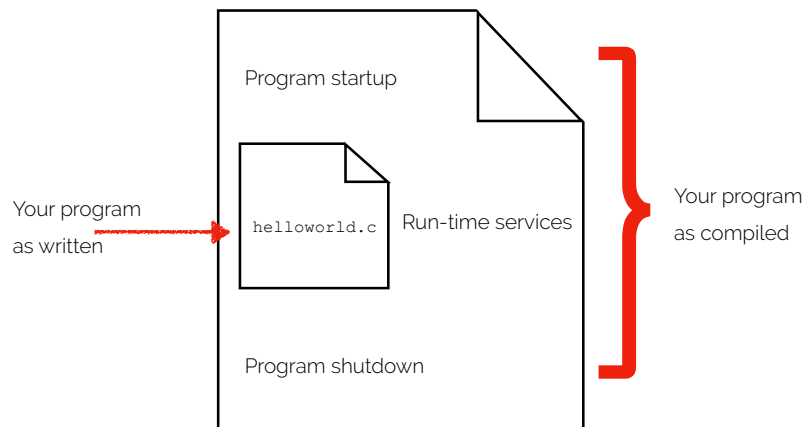 Program startup
Your program
as written
helloworld.c
Run-time services
Your program
as compiled
Program shutdown